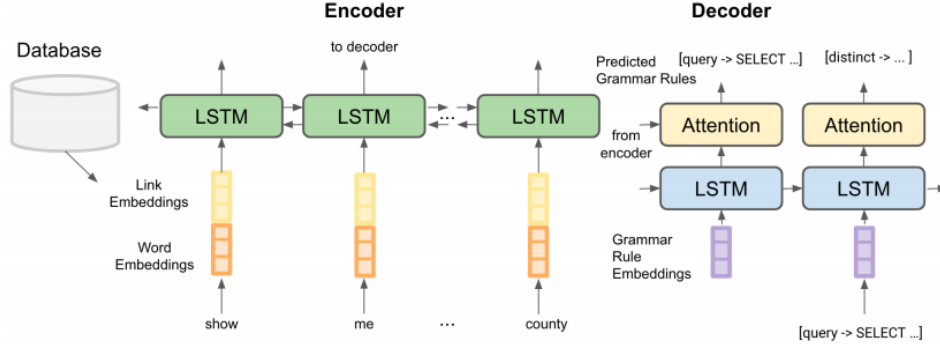 Encoder
Decoder
Database
to decoder
Predicted
Grammar Rules
[query -> SELECT ...]
[distinct -> ... ]
LSTM
LSTM
...
LSTM
Attention
Attention
from
encoder
LSTM
LSTM
Link
Embeddings
Word
Embeddings
Grammar
Rule
Embeddings
show
me
...
county
[query -> SELECT ...]